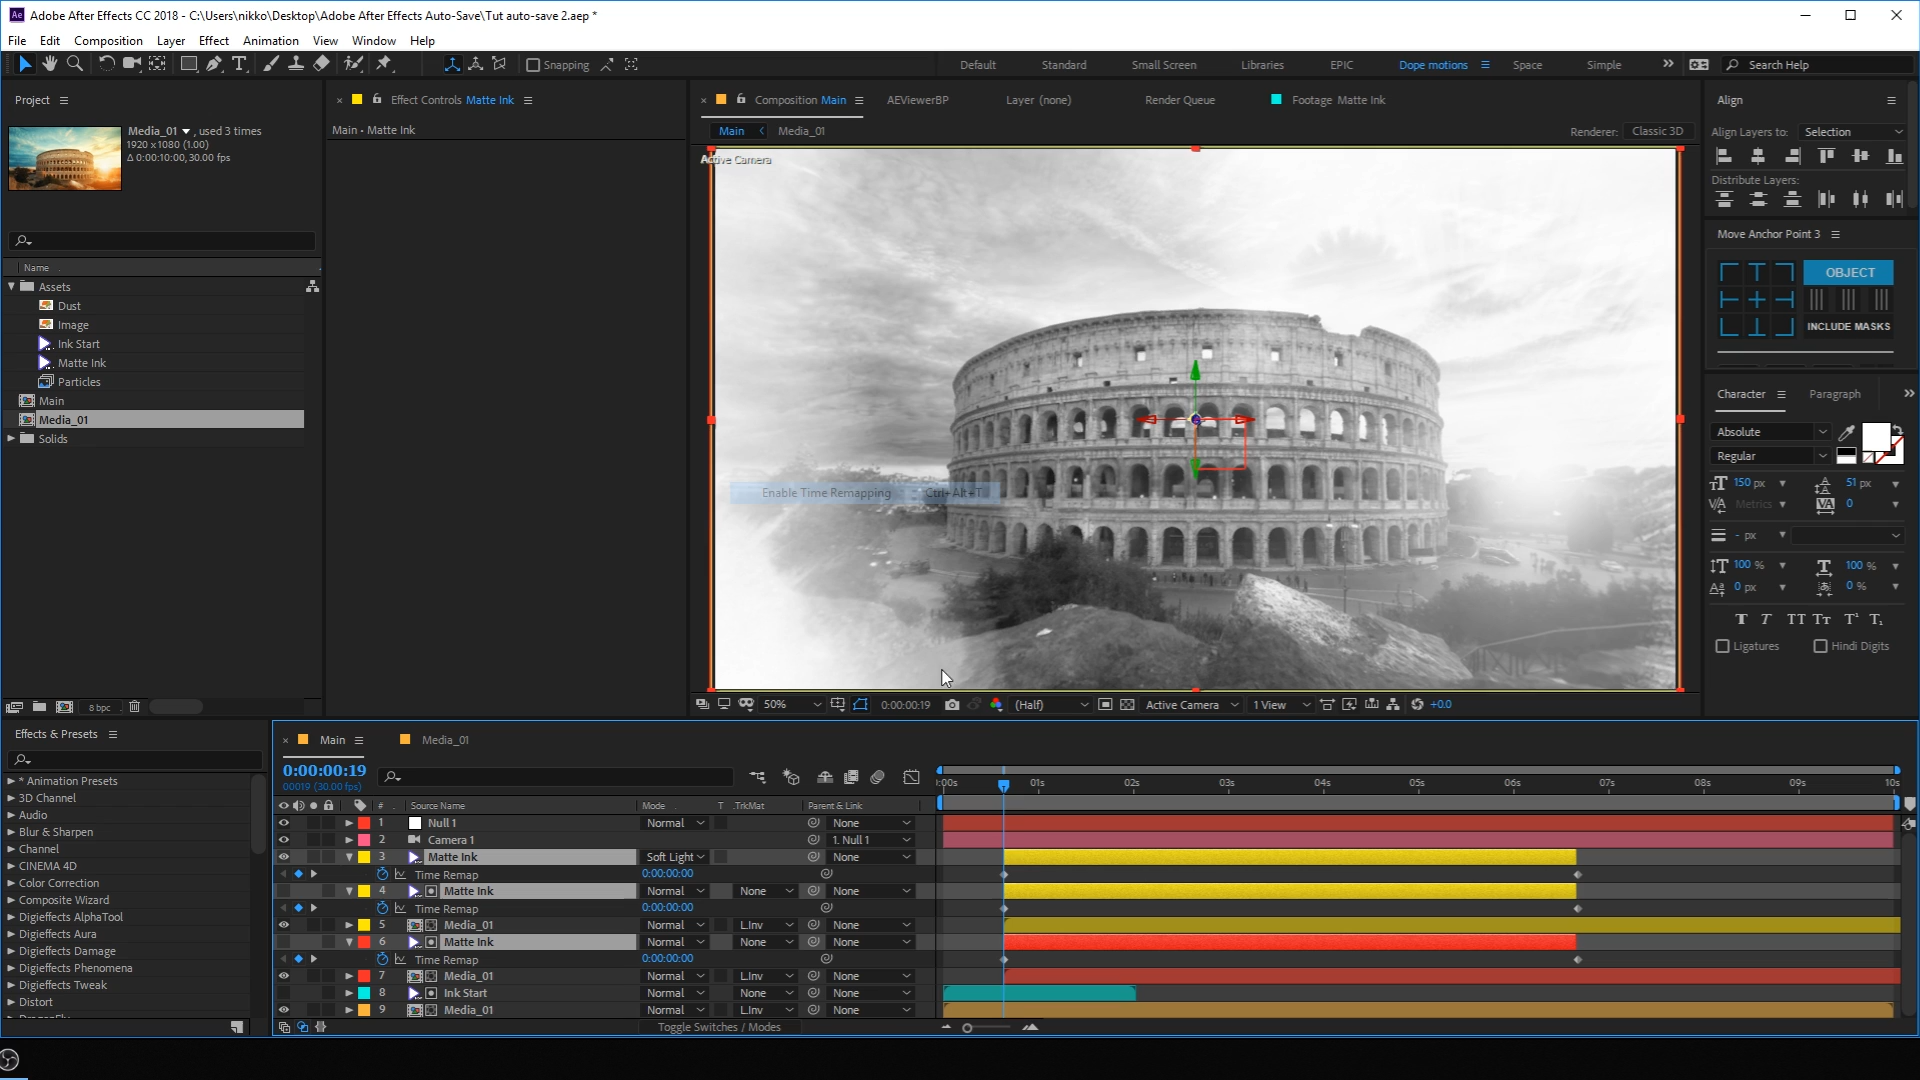 Adobe After Effects CC 2018 - C:\Users\nikko\Desktop\Adobe After Effects Auto-Save\Tut auto-save 2.aep *
File Edit Composition Layer Effect Animation View Window Help
Snapping
Default Standard Small Screen Libraries EPIC Dope motions Space Simple Search Help
Project
Media_01 , used 3 times
1920 x 1080 (1.00)
Δ 0:00:10:00, 30.00 fps
Name
Assets
Dust
Image
Ink Start
Matte Ink
Particles
Main
Media_01
Solids
8 bpc
Effect Controls Matte Ink
Main • Matte Ink
Composition Main AEViewerBP Layer (none) Render Queue Footage Matte Ink
Main Media_01 Renderer: Classic 3D
Active Camera
Enable Time Remapping Ctrl+Alt+T
50% 0:00:00:19 (Half) Active Camera 1 View +0.0
Align
Align Layers to: Selection
Distribute Layers:
Move Anchor Point 3
OBJECT
INCLUDE MASKS
Character Paragraph
Absolute
Regular
150 px 51 px
Metrics 0
- px
100 % 100 %
0 px 0 %
Ligatures Hindi Digits
Effects & Presets
* Animation Presets
3D Channel
Audio
Blur & Sharpen
Channel
CINEMA 4D
Color Correction
Composite Wizard
Digieffects AlphaTool
Digieffects Aura
Digieffects Damage
Digieffects Phenomena
Digieffects Tweak
Distort
Main Media_01
0:00:00:19
00019 (30.00 fps)
:00s 01s 02s 03s 04s 05s 06s 07s 08s 09s 10s
# Source Name Mode T .TrkMat Parent & Link
1 Null 1 Normal None
2 Camera 1 1. Null 1
3 Matte Ink Soft Light None
Time Remap 0:00:00:00
4 Matte Ink Normal None None
Time Remap 0:00:00:00
5 Media_01 Normal L.Inv None
6 Matte Ink Normal None None
Time Remap 0:00:00:00
7 Media_01 Normal L.Inv None
8 Ink Start Normal None None
9 Media_01 Normal L.Inv None
Toggle Switches / Modes